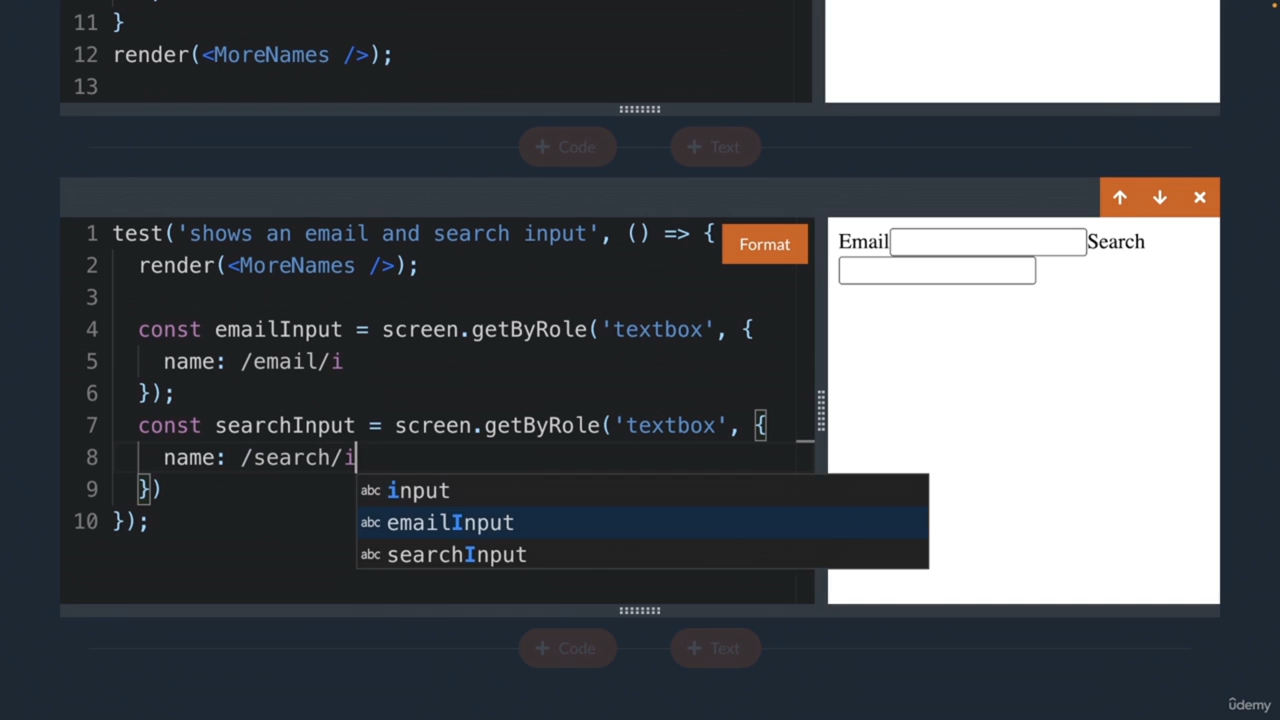 11 }
12 render(<MoreNames />);
13
+ Code + Text
1 test('shows an email and search input', () => {
Format
2 render(<MoreNames />);
3
4 const emailInput = screen.getByRole('textbox', {
5 name: /email/i
6 });
7 const searchInput = screen.getByRole('textbox', {
8 name: /search/i
9 })
10 });
abc input
abc emailInput
abc searchInput
Email Search
+ Code + Text
ûdemy